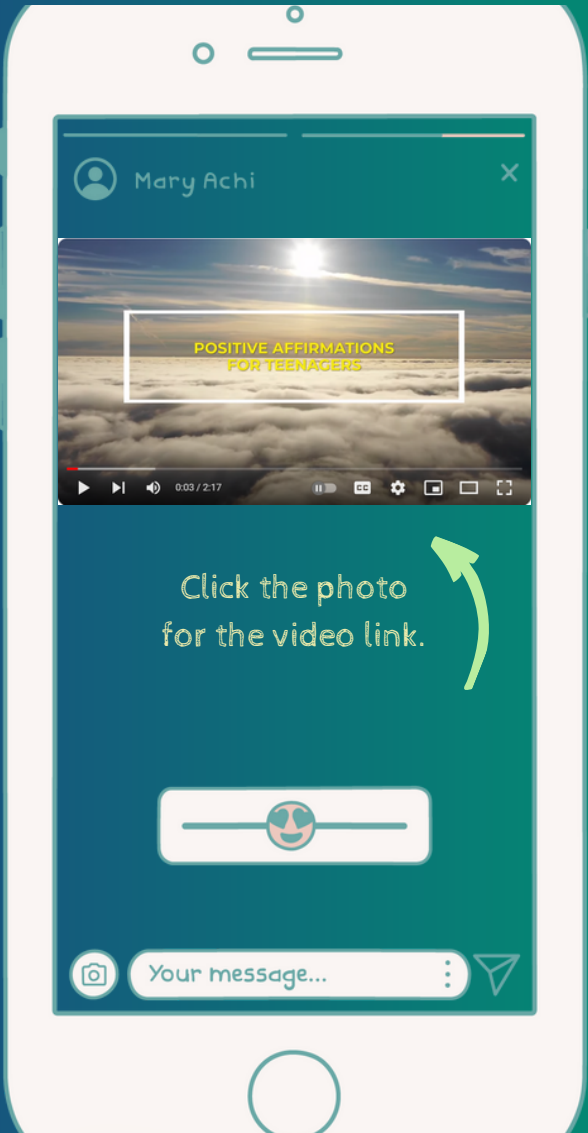 Mary Achi
POSITIVE AFFIRMATIONS
FOR TEENAGERS
0:03 / 2:17
CC
Click the photo
for the video link.
Your message...